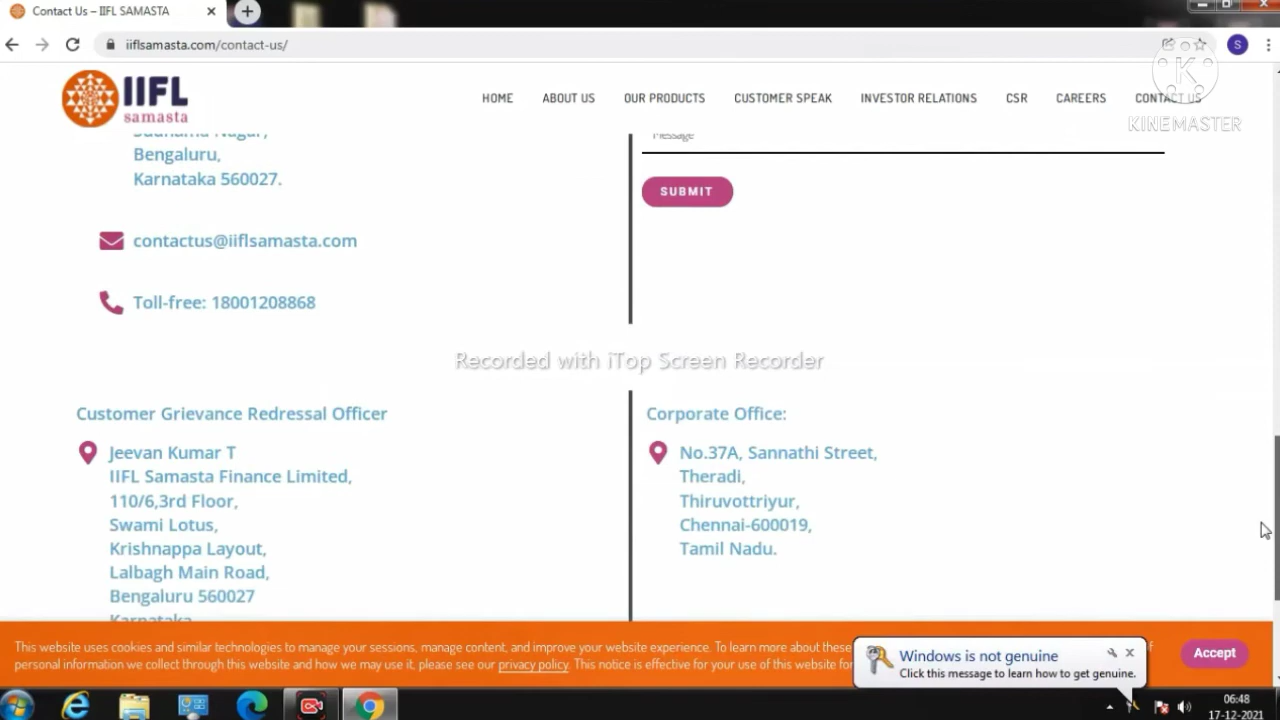 Contact Us – IIFL SAMASTA
iiflsamasta.com/contact-us/
S
IIFL
samasta
HOME ABOUT US OUR PRODUCTS CUSTOMER SPEAK INVESTOR RELATIONS CSR CAREERS CONTACT US
K
KINEMASTER
Message
Nagar,
Bengaluru,
Karnataka 560027.
SUBMIT
contactus@iiflsamasta.com
Toll-free: 18001208868
Recorded with iTop Screen Recorder
Customer Grievance Redressal Officer
Jeevan Kumar T
IIFL Samasta Finance Limited,
110/6,3rd Floor,
Swami Lotus,
Krishnappa Layout,
Lalbagh Main Road,
Bengaluru 560027
Karnataka
Corporate Office:
No.37A, Sannathi Street,
Theradi,
Thiruvottriyur,
Chennai-600019,
Tamil Nadu.
This website uses cookies and similar technologies to manage your sessions, manage content, and improve your website experience. To learn more about these
personal information we collect through this website and how we may use it, please see our privacy policy. This notice is effective for your use of this website for
Accept
Windows is not genuine
Click this message to learn how to get genuine.
06:48
17-12-2021